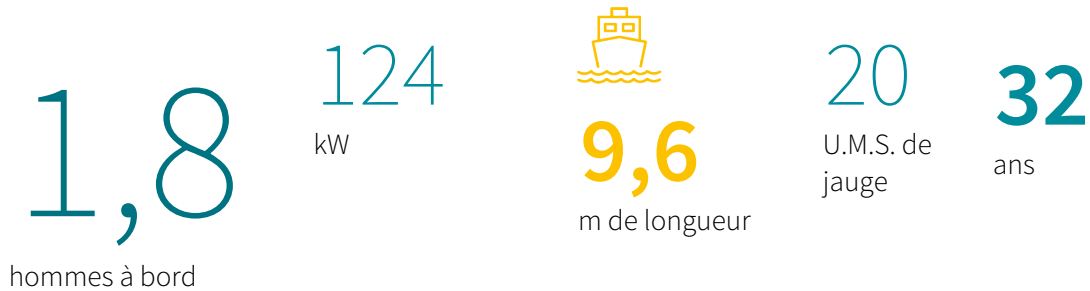 1,8
hommes à bord
124
kW
9,6
m de longueur
20
U.M.S. de
jauge
32
ans